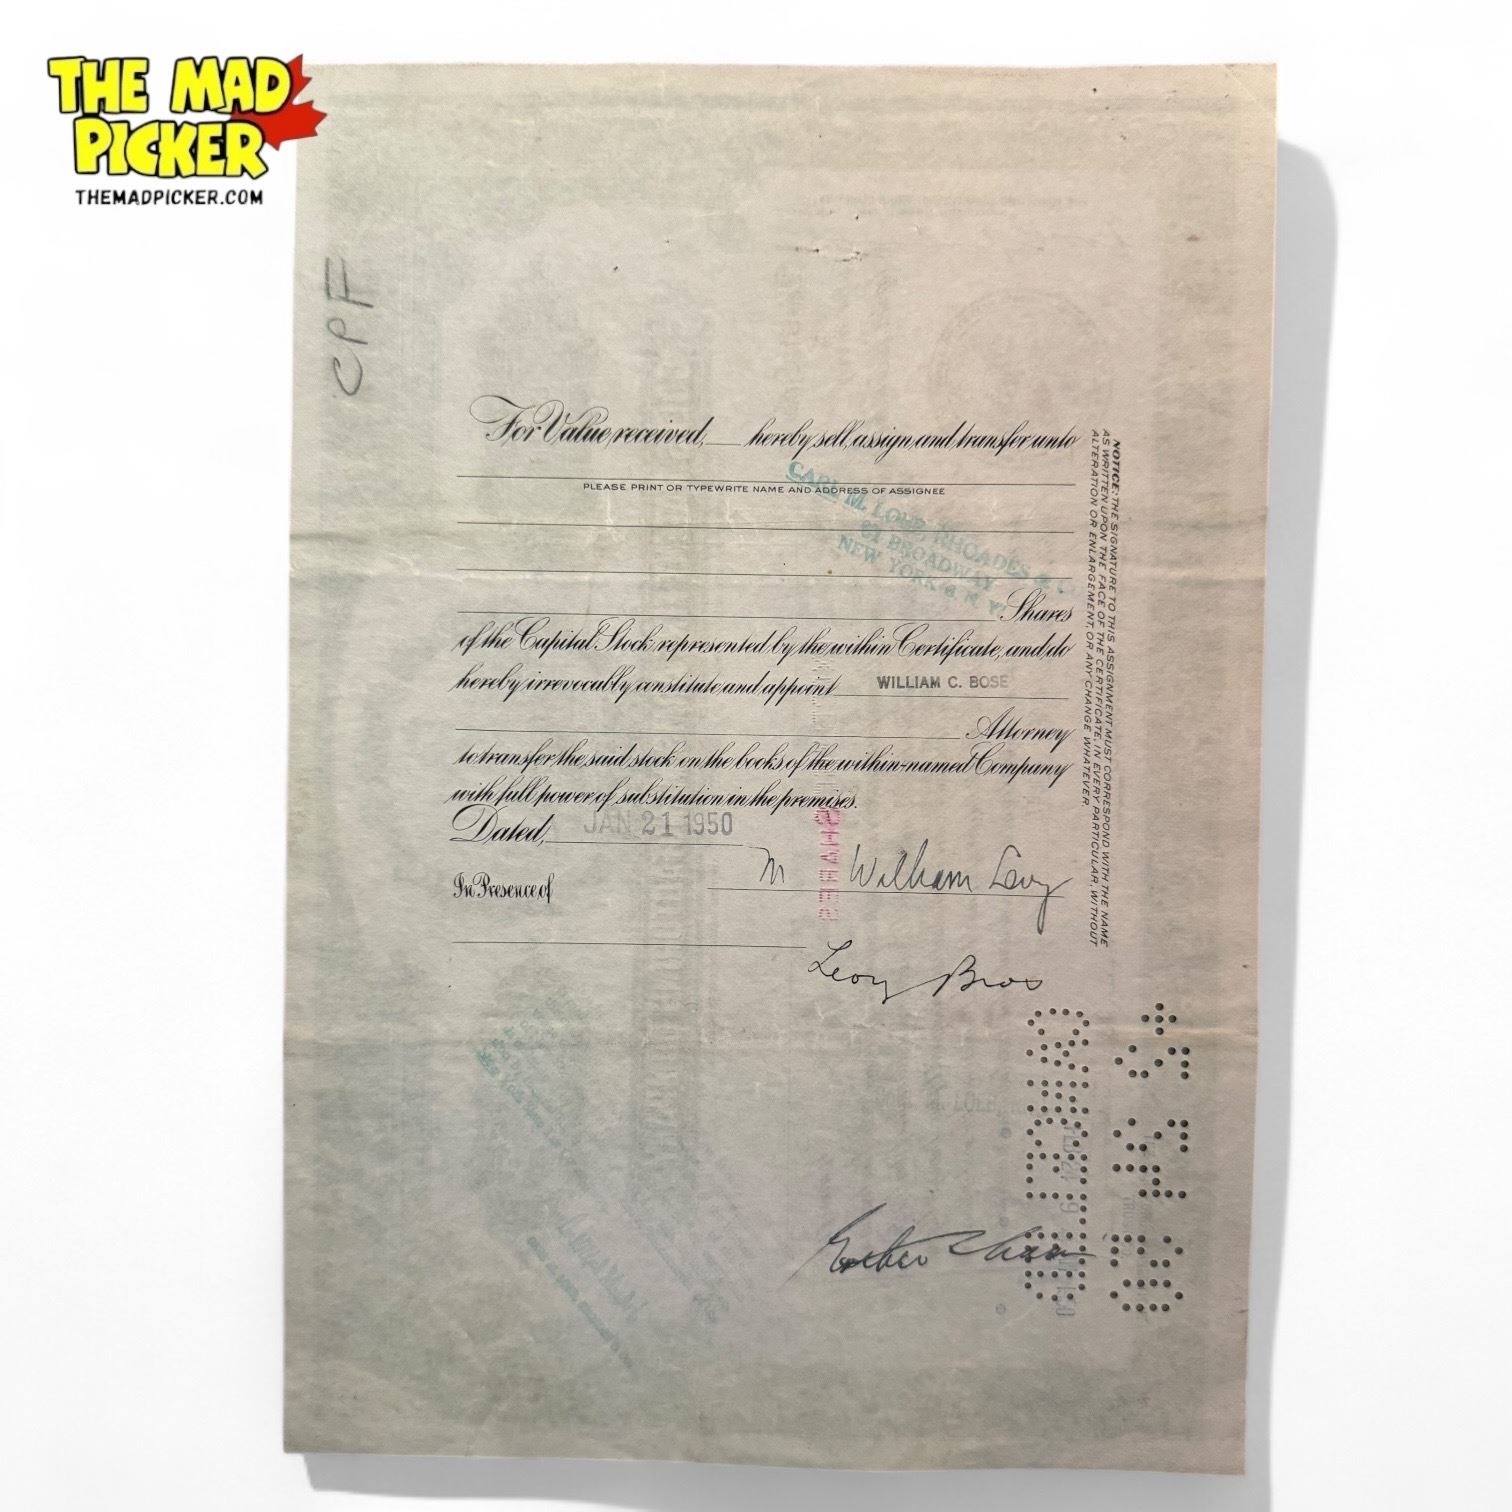 THE MAD
PICKER
THEMADPICKER.COM
CPF
For Value received, hereby sell, assign, and transfer unto
PLEASE PRINT OR TYPEWRITE NAME AND ADDRESS OF ASSIGNEE
CARL M. LOEB RHOADES &
61 BROADWAY
NEW YORK 6 N. Y.
Shares
of the Capital Stock represented by the within Certificate, and do
hereby irrevocably constitute and appoint WILLIAM C. BOSE
Attorney
to transfer the said stock on the books of the within-named Company
with full power of substitution in the premises.
Dated, JAN 21 1950
M William Levy
In Presence of
Levy Bros
NOTICE: THE SIGNATURE TO THIS ASSIGNMENT MUST CORRESPOND WITH THE NAME
AS WRITTEN UPON THE FACE OF THE CERTIFICATE, IN EVERY PARTICULAR, WITHOUT
ALTERATION OR ENLARGEMENT, OR ANY CHANGE WHATEVER.